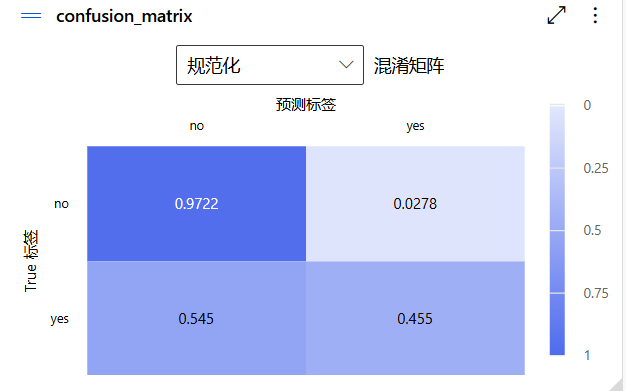 confusion_matrix
规范化 混淆矩阵
预测标签
no yes
no 0.9722 0.0278
yes 0.545 0.455
True 标签
0
0.25
0.5
0.75
1